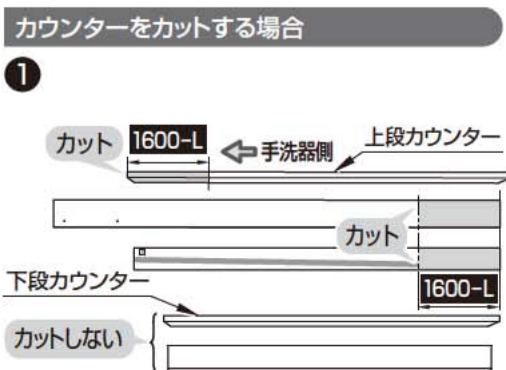 カウンターをカットする場合
❶
カット 1600-L 手洗器側 上段カウンター
カット
下段カウンター 1600-L
カットしない